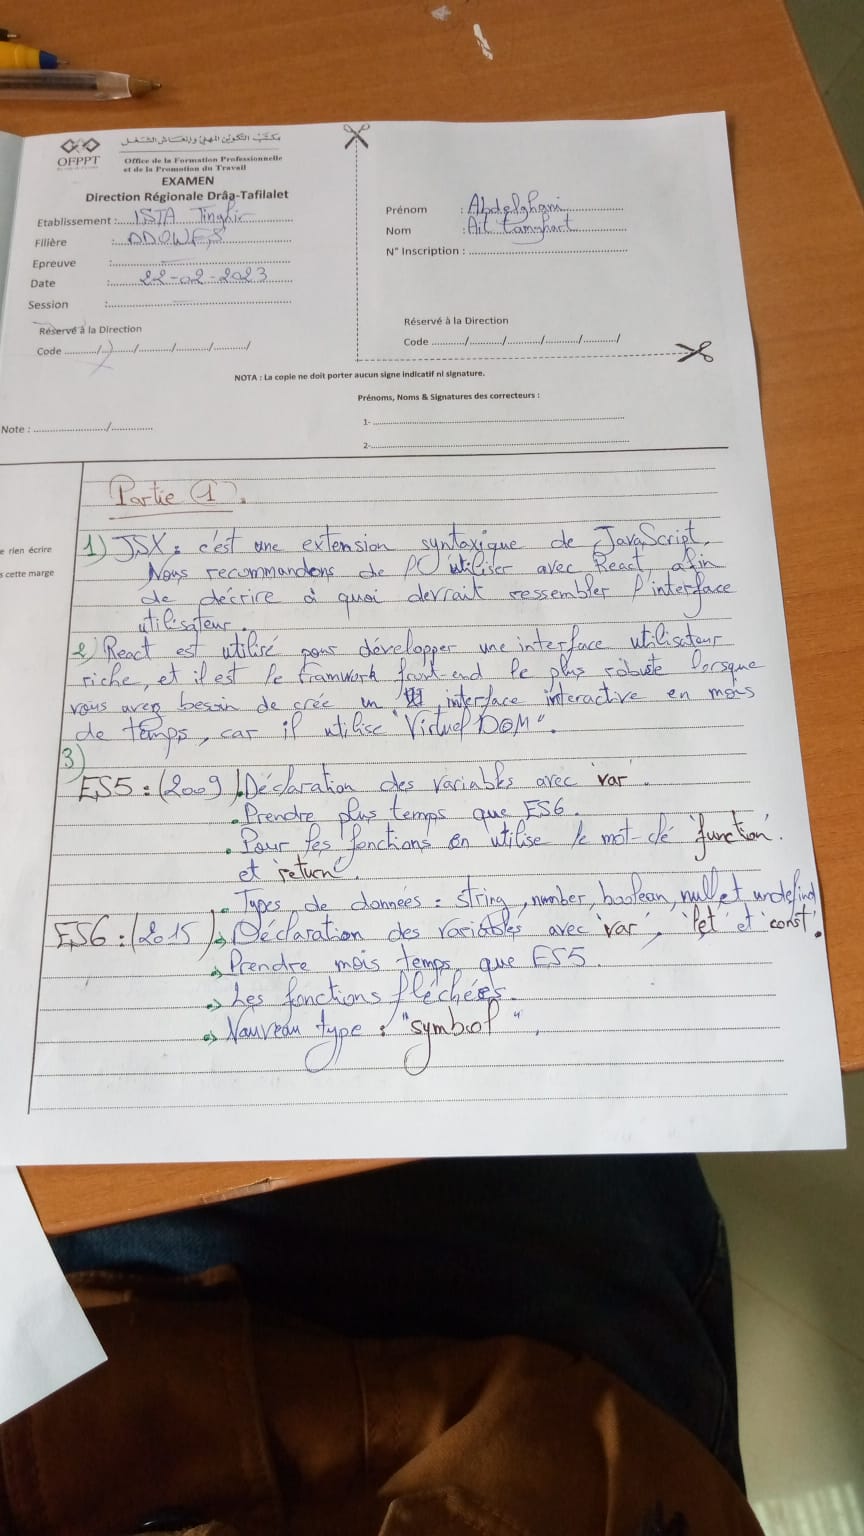 مكتب التكوين المهني وإنعاش الشغل
OFPPT
Office de la Formation Professionnelle
et de la Promotion du Travail
EXAMEN
Direction Régionale Drâa-Tafilalet
Etablissement : ISTA Tinghir
Filière : DDOWFS
Epreuve :
Date : 22-02-2023
Session :
Réservé à la Direction
Code ........../........../........../........../........../
Prénom : Abdelghani
Nom : Ait tamghart
N° Inscription :
Réservé à la Direction
Code ........../........../........../........../........../
NOTA : La copie ne doit porter aucun signe indicatif ni signature.
Prénoms, Noms & Signatures des correcteurs :
Note : ........../..........
1-
2-
e rien écrire
s cette marge
Partie 1.
1) JSX : c'est une extension syntaxique de JavaScript.
Nous recommandons de l'utiliser avec React, afin
de décrire à quoi devrait ressembler l'interface
utilisateur.
2) React est utilisé pour développer une interface utilisateur
riche, et il est le framwork front-end le plus robuste lorsque
vous avez besoin de crée un interface interactive en mois
de temps, car il utilise "Virtuel DOM".
3)
ES5 : (2009) . Déclaration des variables avec 'var'.
. Prendre plus temps que ES6.
. Pour les fonctions on utilise le mot-clé 'function'
et 'return'.
. Types de données : string, number, boolean, null et undefind
ES6 : (2015) Déclaration des variables avec 'var', 'let' et 'const'.
Prendre mois temps que ES5.
Les fonctions fléchées.
Nauveau type : "symbol".